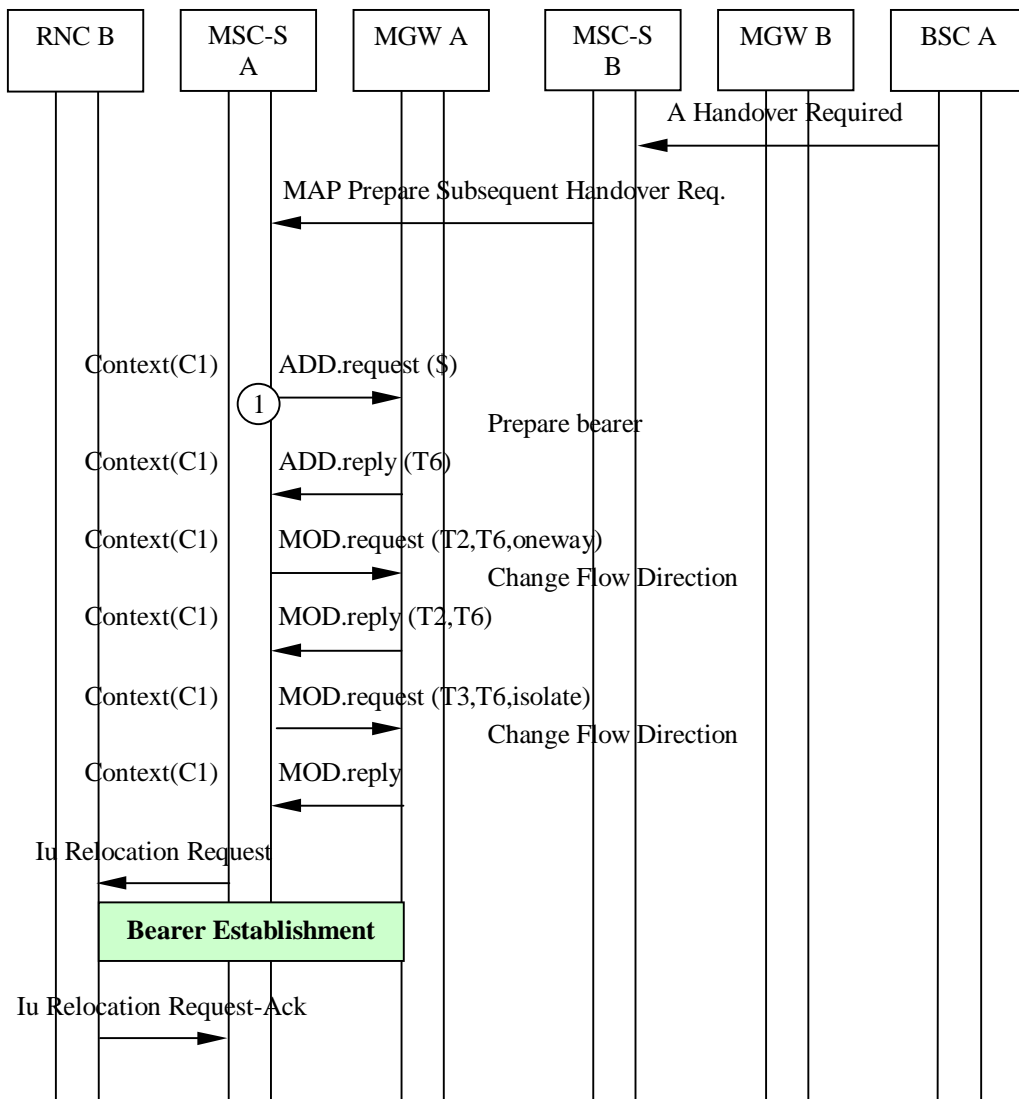 RNC B
MSC-S
A
MGW A
MSC-S
B
MGW B
BSC A
A Handover Required
MAP Prepare Subsequent Handover Req.
Context(C1) ADD.request ($)
1
Prepare bearer
Context(C1) ADD.reply (T6)
Context(C1) MOD.request (T2,T6,oneway)
Change Flow Direction
Context(C1) MOD.reply (T2,T6)
Context(C1) MOD.request (T3,T6,isolate)
Change Flow Direction
Context(C1) MOD.reply
Iu Relocation Request
Bearer Establishment
Iu Relocation Request-Ack